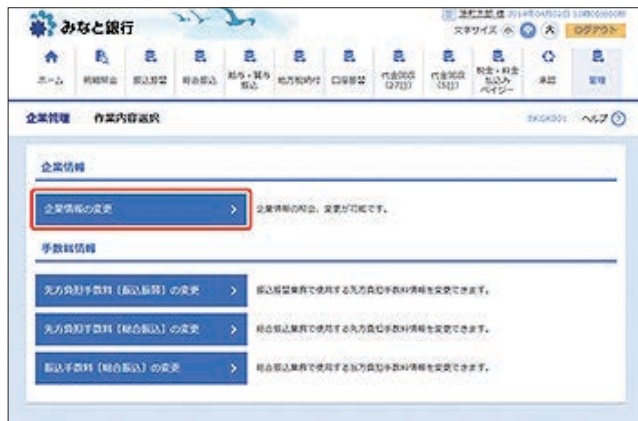 みなと銀行
文字サイズ 小 中 大 ログアウト
ホーム 明細照会 振込振替 総合振込 給与・賞与振込 地方税納付 口座振替 代金回収(27日) 代金回収(5日) 税金・料金払込みペイジー 承認 管理
企業管理 作業内容選択 BKGK001 ヘルプ ?
企業情報
企業情報の変更 > 企業情報の照会、変更が可能です。
手数料情報
先方負担手数料(振込振替)の変更 > 振込振替業務で使用する先方負担手数料情報を変更できます。
先方負担手数料(総合振込)の変更 > 総合振込業務で使用する先方負担手数料情報を変更できます。
振込手数料(総合振込)の変更 > 総合振込業務で使用する当方負担手数料情報を変更できます。